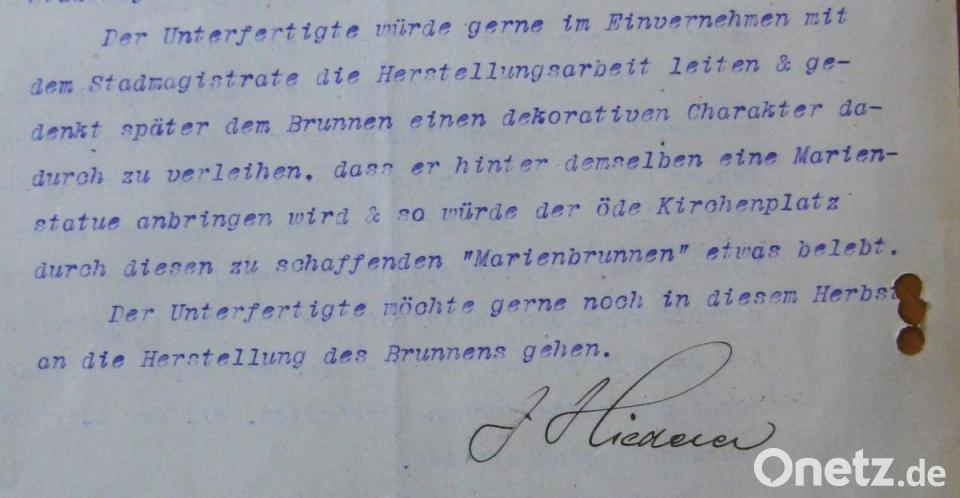 Der Unterfertigte würde gerne im Einvernehmen mit
dem Stadmagistrate die Herstellungsarbeit leiten & ge-
denkt später dem Brunnen einen dekorativen Charakter da-
durch zu verleihen. dass er hinter demselben eine Marien-
statue anbringen wird & so würde der öde Kirchenplatz
durch diesen zu schaffenden "Marienbrunnen" etwas belebt.
Der Unterfertigte möchte gerne noch in diesem Herbst
an die Herstellung des Brunnens gehen.
J
Onetz.de